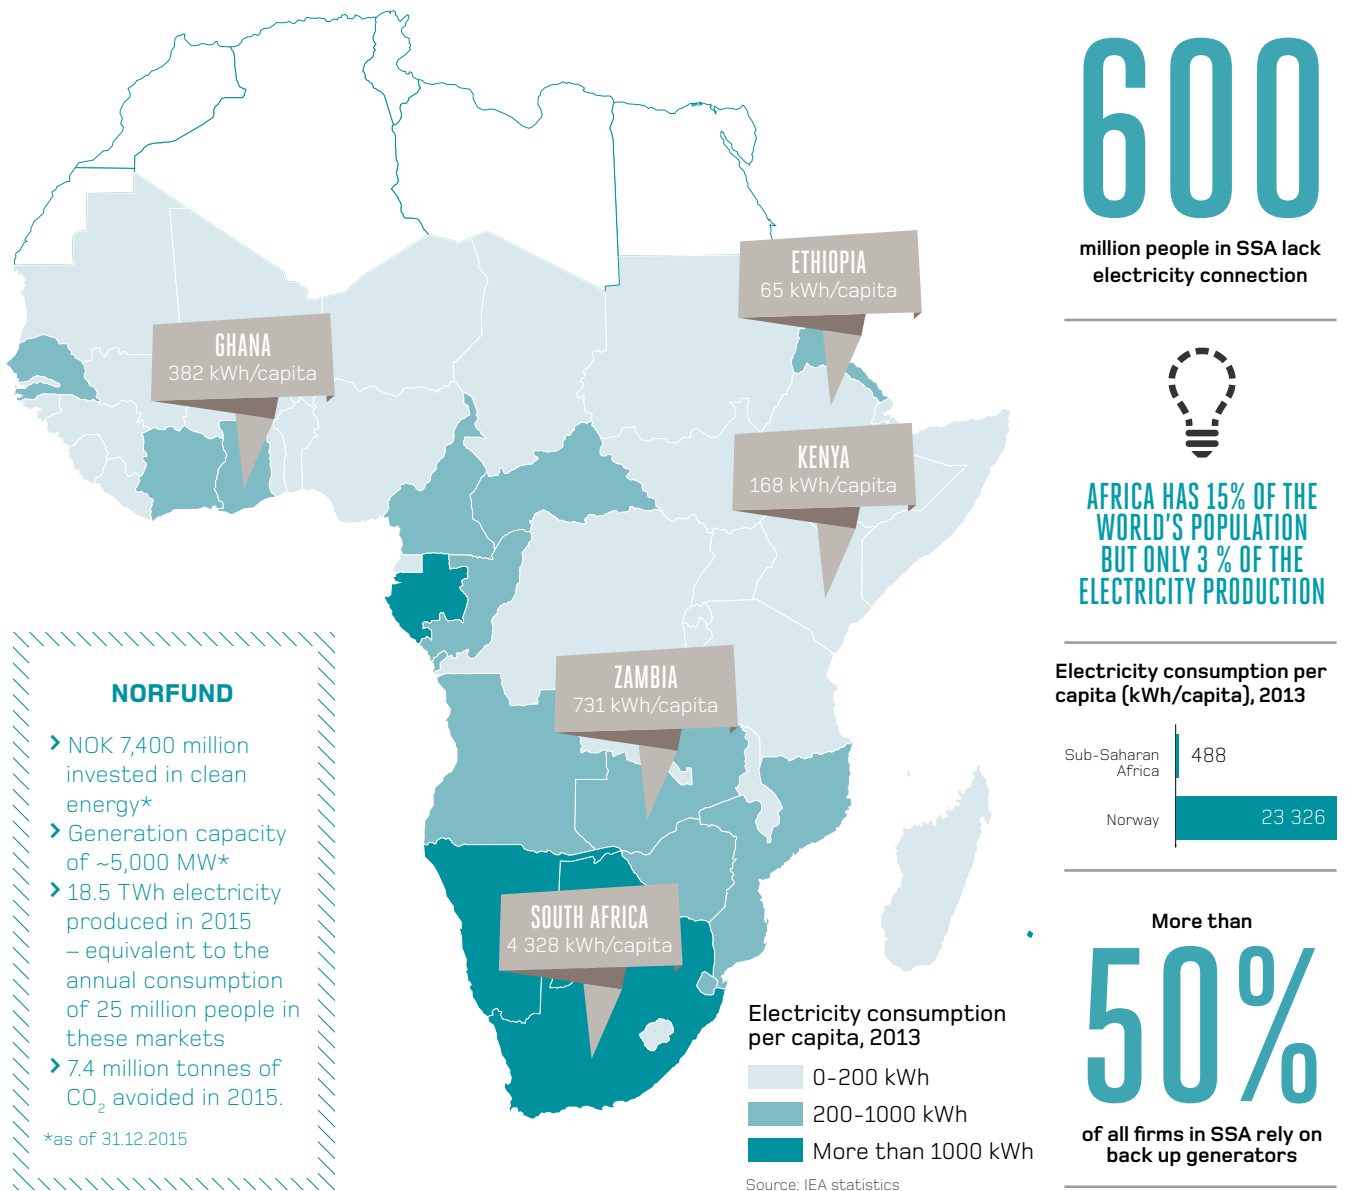 GHANA
382 kWh/capita
ETHIOPIA
65 kWh/capita
KENYA
168 kWh/capita
ZAMBIA
731 kWh/capita
SOUTH AFRICA
4 328 kWh/capita
NORFUND
> NOK 7,400 million
invested in clean
energy*
> Generation capacity
of ~5,000 MW*
> 18.5 TWh electricity
produced in 2015
– equivalent to the
annual consumption
of 25 million people in
these markets
> 7.4 million tonnes of
CO₂ avoided in 2015.
*as of 31.12.2015
Electricity consumption
per capita, 2013
0-200 kWh
200-1000 kWh
More than 1000 kWh
Source: IEA statistics
600
million people in SSA lack
electricity connection
AFRICA HAS 15% OF THE
WORLD'S POPULATION
BUT ONLY 3 % OF THE
ELECTRICITY PRODUCTION
Electricity consumption per
capita (kWh/capita), 2013
Sub-Saharan
Africa
488
Norway
23 326
More than
50%
of all firms in SSA rely on
back up generators